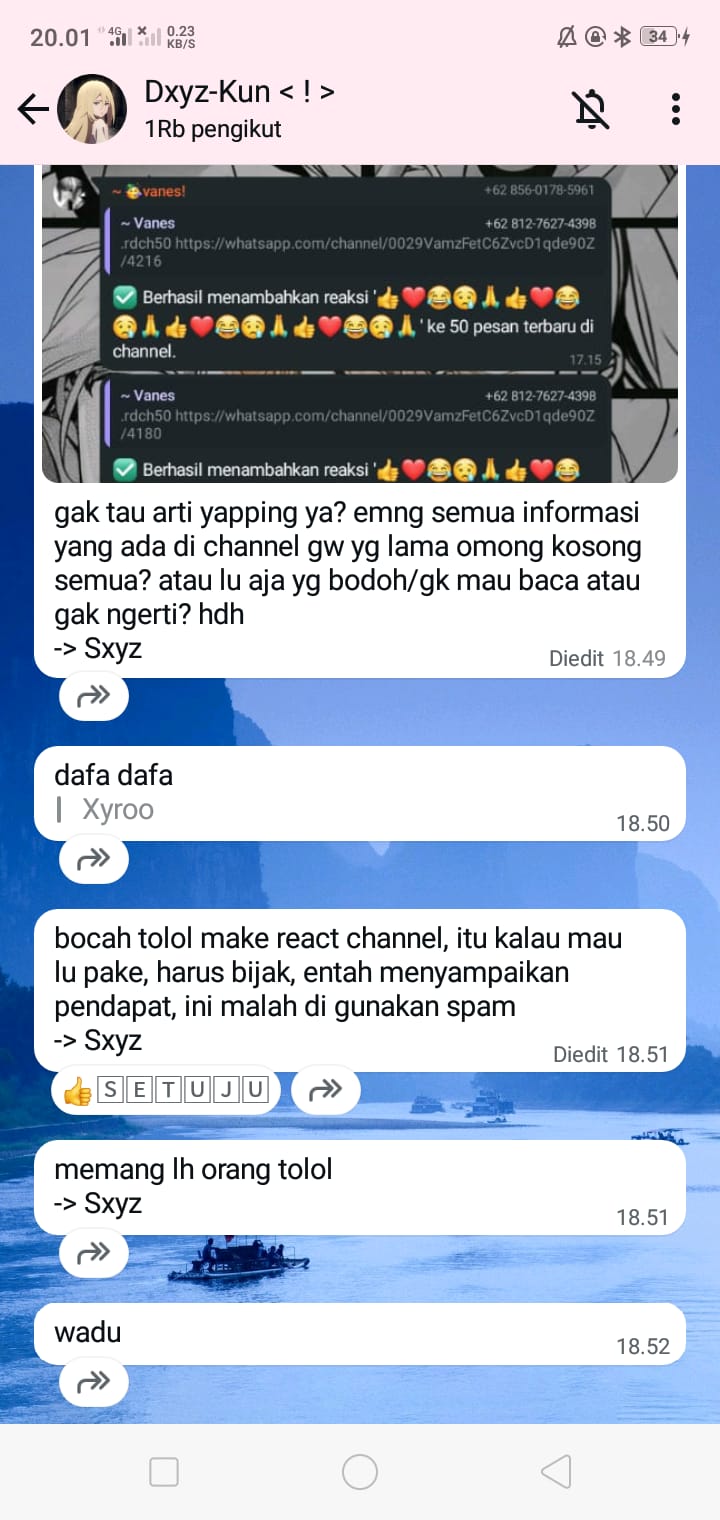 20.01 4G 0.23 KB/S 34
Dxyz-Kun < ! >
1Rb pengikut
~ 🍋vanes! +62 856-0178-5961
~ Vanes +62 812-7627-4398
.rdch50 https://whatsapp.com/channel/0029VamzFetC6ZvcD1qde90Z
/4216
✅ Berhasil menambahkan reaksi '👍❤️😂😢🙏👍❤️😂
😢🙏👍❤️😂😢🙏👍❤️😂😢🙏' ke 50 pesan terbaru di
channel. 17.15
~ Vanes +62 812-7627-4398
.rdch50 https://whatsapp.com/channel/0029VamzFetC6ZvcD1qde90Z
/4180
✅ Berhasil menambahkan reaksi '👍❤️😂😢🙏👍❤️😂
gak tau arti yapping ya? emng semua informasi
yang ada di channel gw yg lama omong kosong
semua? atau lu aja yg bodoh/gk mau baca atau
gak ngerti? hdh
-> Sxyz
Diedit 18.49
dafa dafa
| Xyroo
18.50
bocah tolol make react channel, itu kalau mau
lu pake, harus bijak, entah menyampaikan
pendapat, ini malah di gunakan spam
-> Sxyz
Diedit 18.51
👍🅂🄴🅃🅄🄹🅄
memang lh orang tolol
-> Sxyz
18.51
wadu
18.52